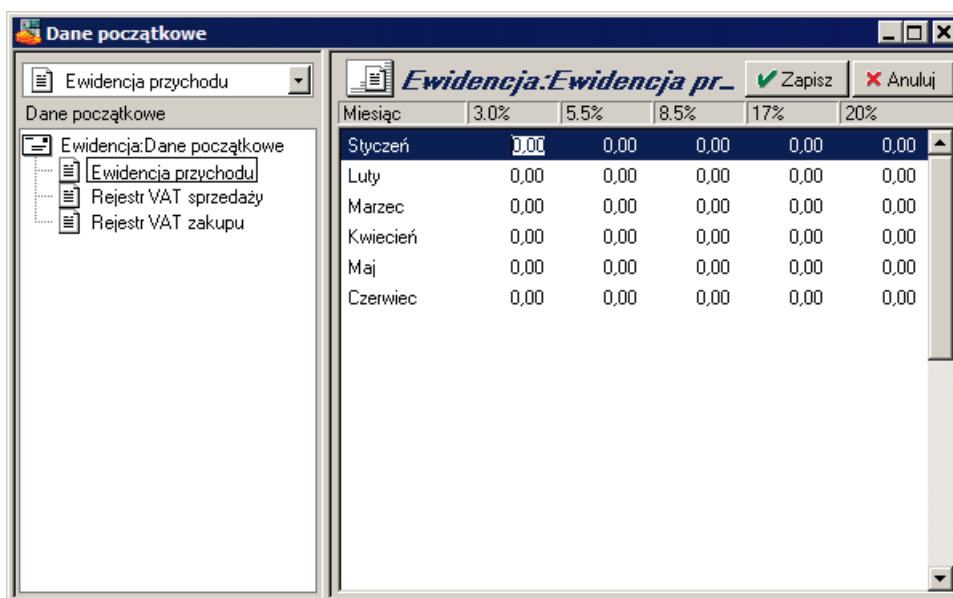 Dane początkowe
Ewidencja przychodu
Dane początkowe
Ewidencja:Dane początkowe
Ewidencja przychodu
Rejestr VAT sprzedaży
Rejestr VAT zakupu
Ewidencja:Ewidencja pr... Zapisz Anuluj
Miesiąc 3.0% 5.5% 8.5% 17% 20%
Styczeń 0,00 0,00 0,00 0,00 0,00
Luty 0,00 0,00 0,00 0,00 0,00
Marzec 0,00 0,00 0,00 0,00 0,00
Kwiecień 0,00 0,00 0,00 0,00 0,00
Maj 0,00 0,00 0,00 0,00 0,00
Czerwiec 0,00 0,00 0,00 0,00 0,00